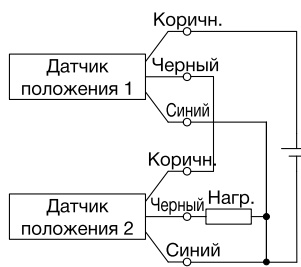 Коричн.
Датчик
положения 1
Черный
Синий
Коричн.
Датчик
положения 2
Черный
Нагр.
Синий